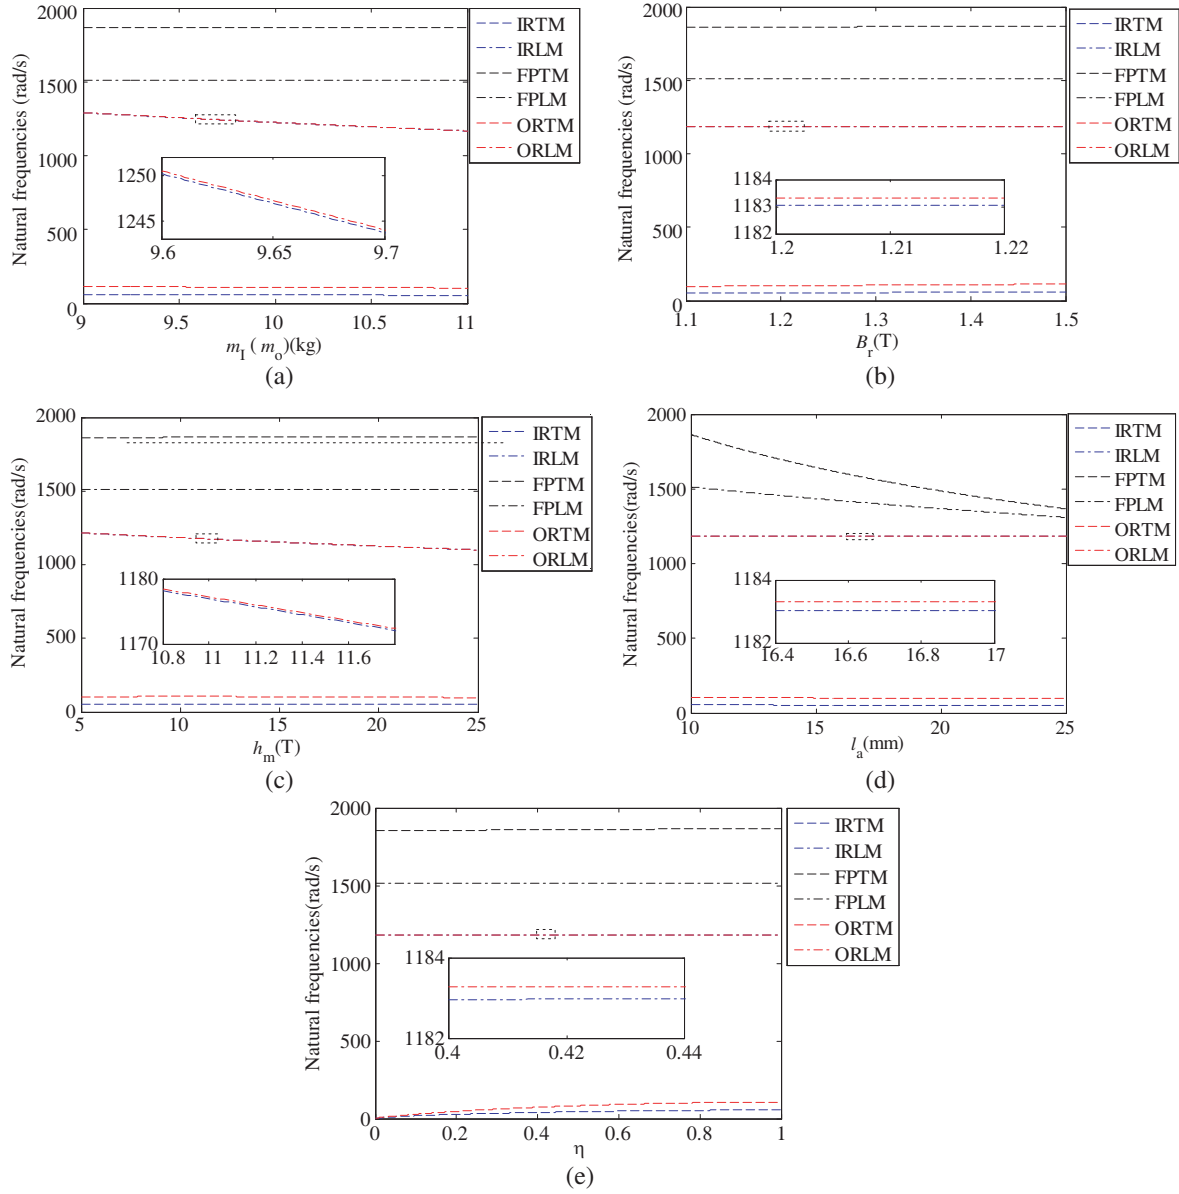 Natural frequencies (rad/s)
2000
1500
1000
500
0
9
9.5
10
10.5
11
m_I (m_o)(kg)
1250
1245
9.6
9.65
9.7
IRTM
IRLM
FPTM
FPLM
ORTM
ORLM
(a)
Natural frequencies (rad/s)
2000
1500
1000
500
0
1.1
1.2
1.3
1.4
1.5
B_r(T)
1184
1183
1182
1.2
1.21
1.22
IRTM
IRLM
FPTM
FPLM
ORTM
ORLM
(b)
Natural frequencies(rad/s)
2000
1500
1000
500
0
5
10
15
20
25
h_m(T)
1180
1170
10.8
11
11.2
11.4
11.6
IRTM
IRLM
FPTM
FPLM
ORTM
ORLM
(c)
Natural frequencies(rad/s)
2000
1500
1000
500
0
10
15
20
25
l_a(mm)
1184
1182
16.4
16.6
16.8
17
IRTM
IRLM
FPTM
FPLM
ORTM
ORLM
(d)
Natural frequencies(rad/s)
2000
1500
1000
500
0
0
0.2
0.4
0.6
0.8
1
η
1184
1182
0.4
0.42
0.44
IRTM
IRLM
FPTM
FPLM
ORTM
ORLM
(e)